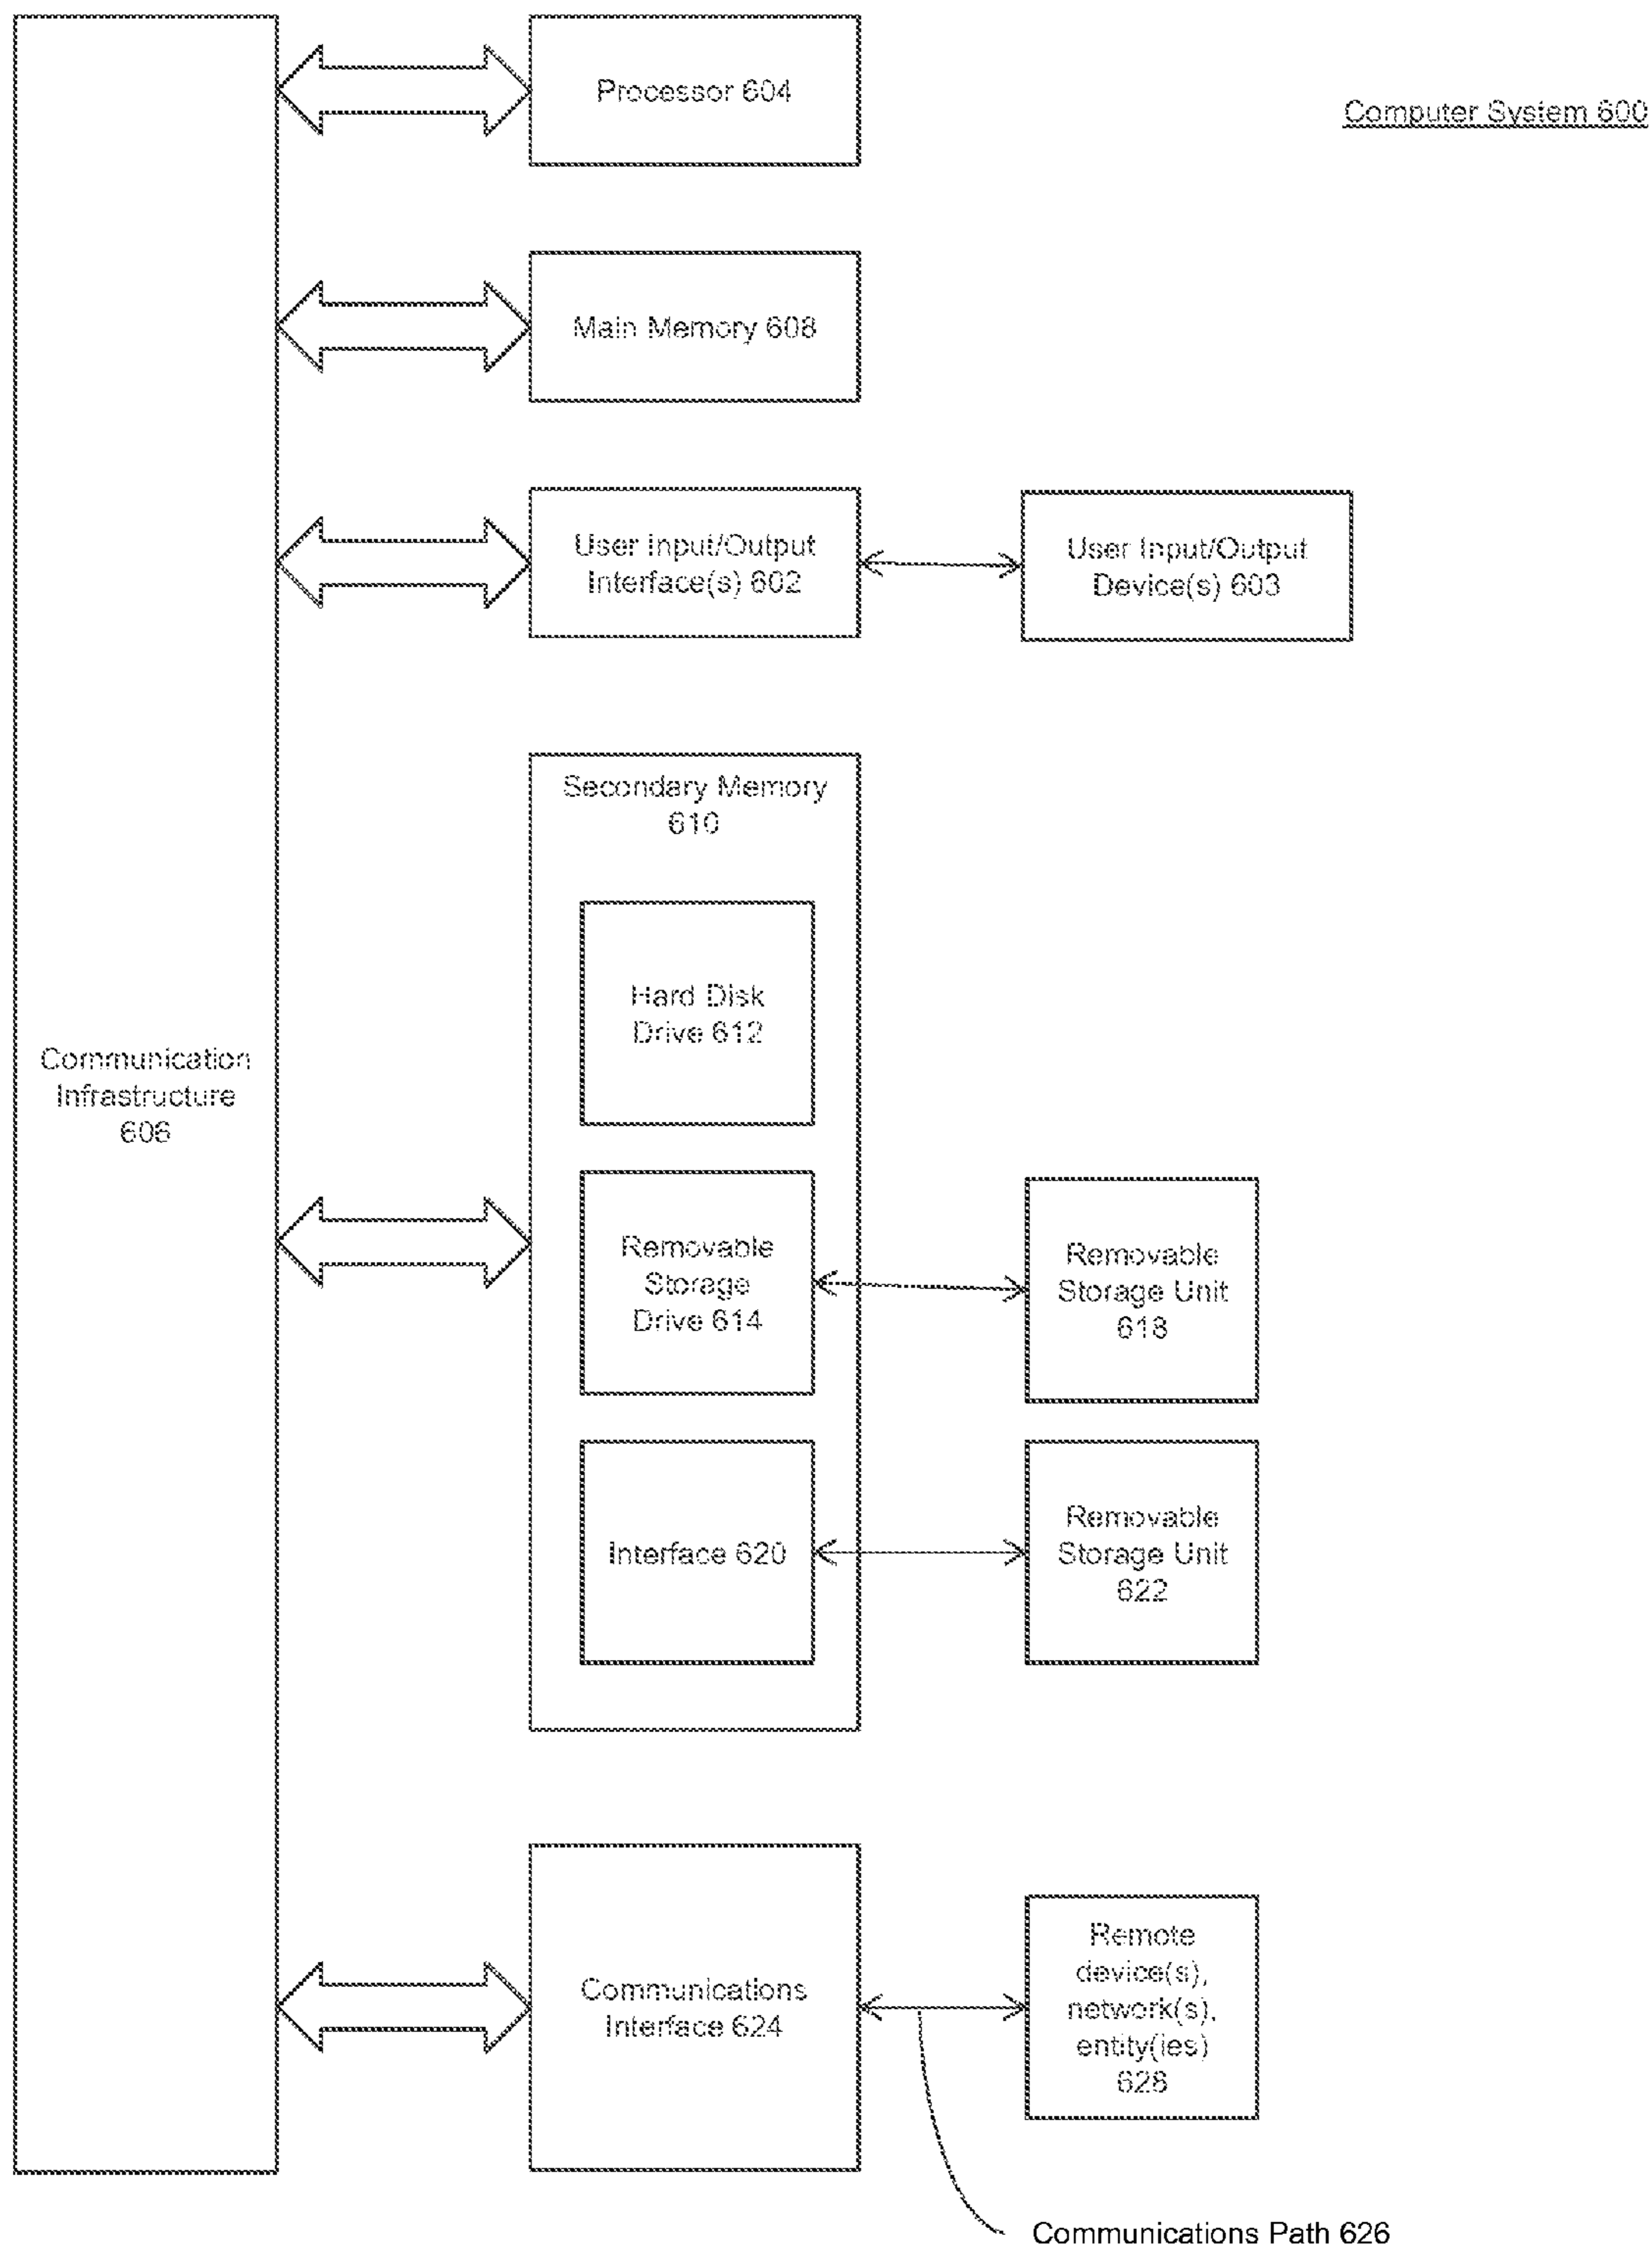 Processor 604
Computer System 600
Main Memory 608
User Input/Output
Interface(s) 602
User Input/Output
Device(s) 603
Secondary Memory
610
Hard Disk
Drive 612
Communication
Infrastructure
606
Removable
Storage
Drive 614
Removable
Storage Unit
618
Interface 620
Removable
Storage Unit
622
Communications
Interface 624
Remote
device(s),
network(s),
entity(ies)
628
Communications Path 626